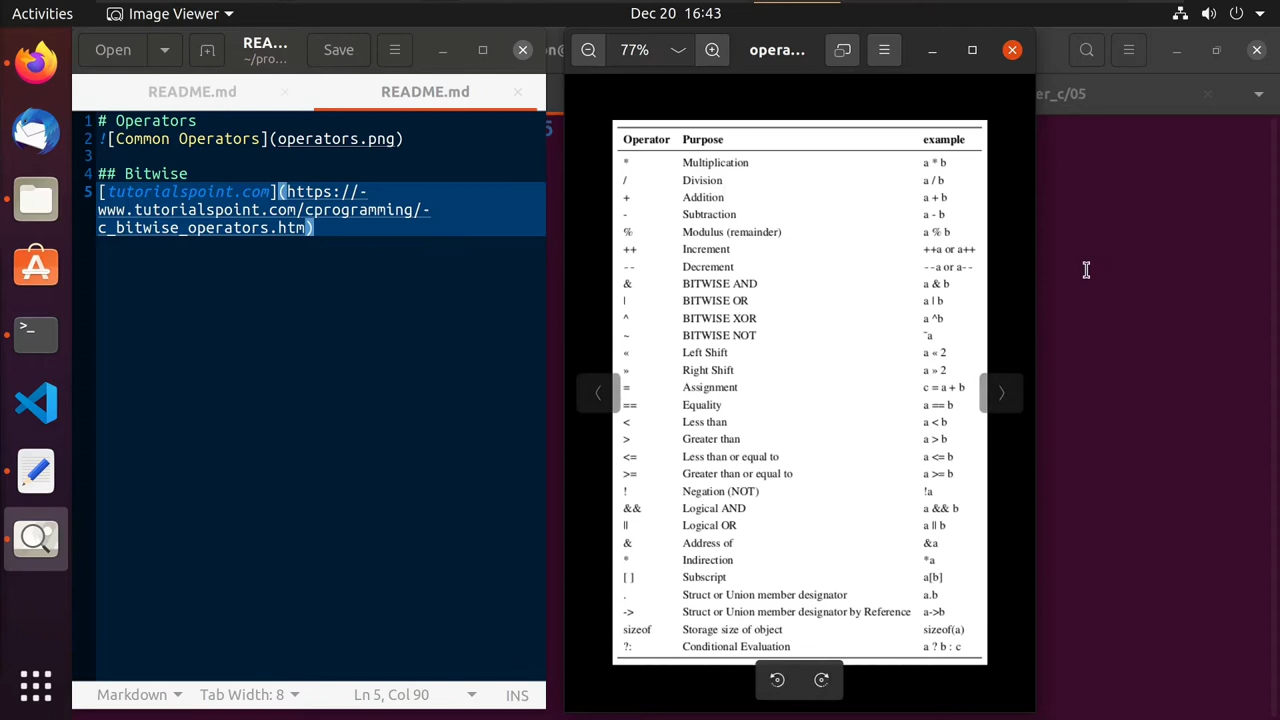 Activities
Image Viewer
Dec 20 16:43
Open
REA...
~/pro...
Save
on@
77%
opera...
README.md
README.md
er_c/05
1 # Operators
2 ![Common Operators](operators.png)
3
4 ## Bitwise
5 [tutorialspoint.com](https://-
www.tutorialspoint.com/cprogramming/-
c_bitwise_operators.htm)
5
Operator Purpose example
* Multiplication a * b
/ Division a / b
+ Addition a + b
- Subtraction a - b
% Modulus (remainder) a % b
++ Increment ++a or a++
-- Decrement --a or a--
& BITWISE AND a & b
| BITWISE OR a | b
^ BITWISE XOR a ^b
~ BITWISE NOT ~a
« Left Shift a « 2
» Right Shift a » 2
= Assignment c = a + b
== Equality a == b
< Less than a < b
> Greater than a > b
<= Less than or equal to a <= b
>= Greater than or equal to a >= b
! Negation (NOT) !a
&& Logical AND a && b
|| Logical OR a || b
& Address of &a
* Indirection *a
[ ] Subscript a[b]
. Struct or Union member designator a.b
-> Struct or Union member designator by Reference a->b
sizeof Storage size of object sizeof(a)
?: Conditional Evaluation a ? b : c
Markdown
Tab Width: 8
Ln 5, Col 90
INS